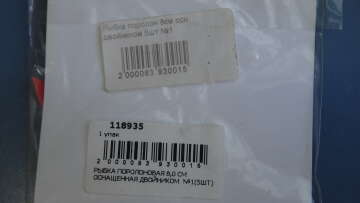 Рыбка поролон 8см осн
двойником 5шт №1
2 000083 930015
118935
1 упак
2 000083 930015
РЫБКА ПОРОЛОНОВАЯ 8,0 СМ
ОСНАЩЕННАЯ ДВОЙНИКОМ №1(5ШТ)